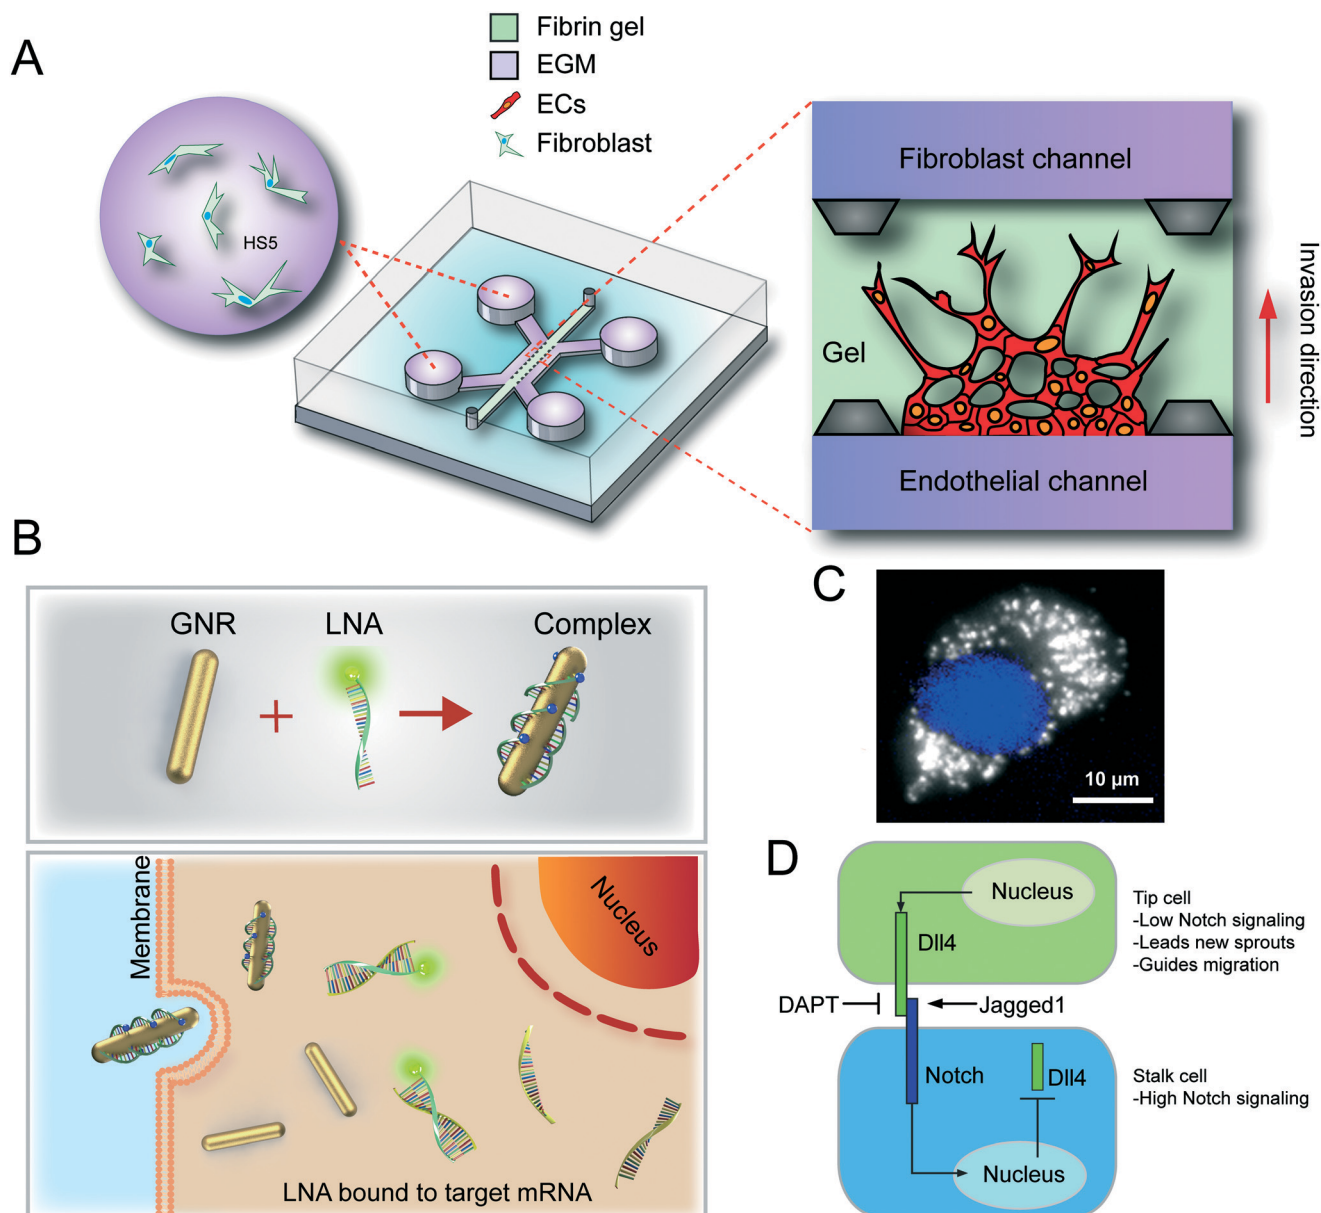 A
Fibrin gel
EGM
ECs
Fibroblast
HS5
Fibroblast channel
Gel
Endothelial channel
Invasion direction
B
GNR
LNA
Complex
Membrane
Nucleus
LNA bound to target mRNA
C
10 µm
D
Nucleus
Dll4
DAPT
Jagged1
Notch
Dll4
Nucleus
Tip cell
-Low Notch signaling
-Leads new sprouts
-Guides migration
Stalk cell
-High Notch signaling